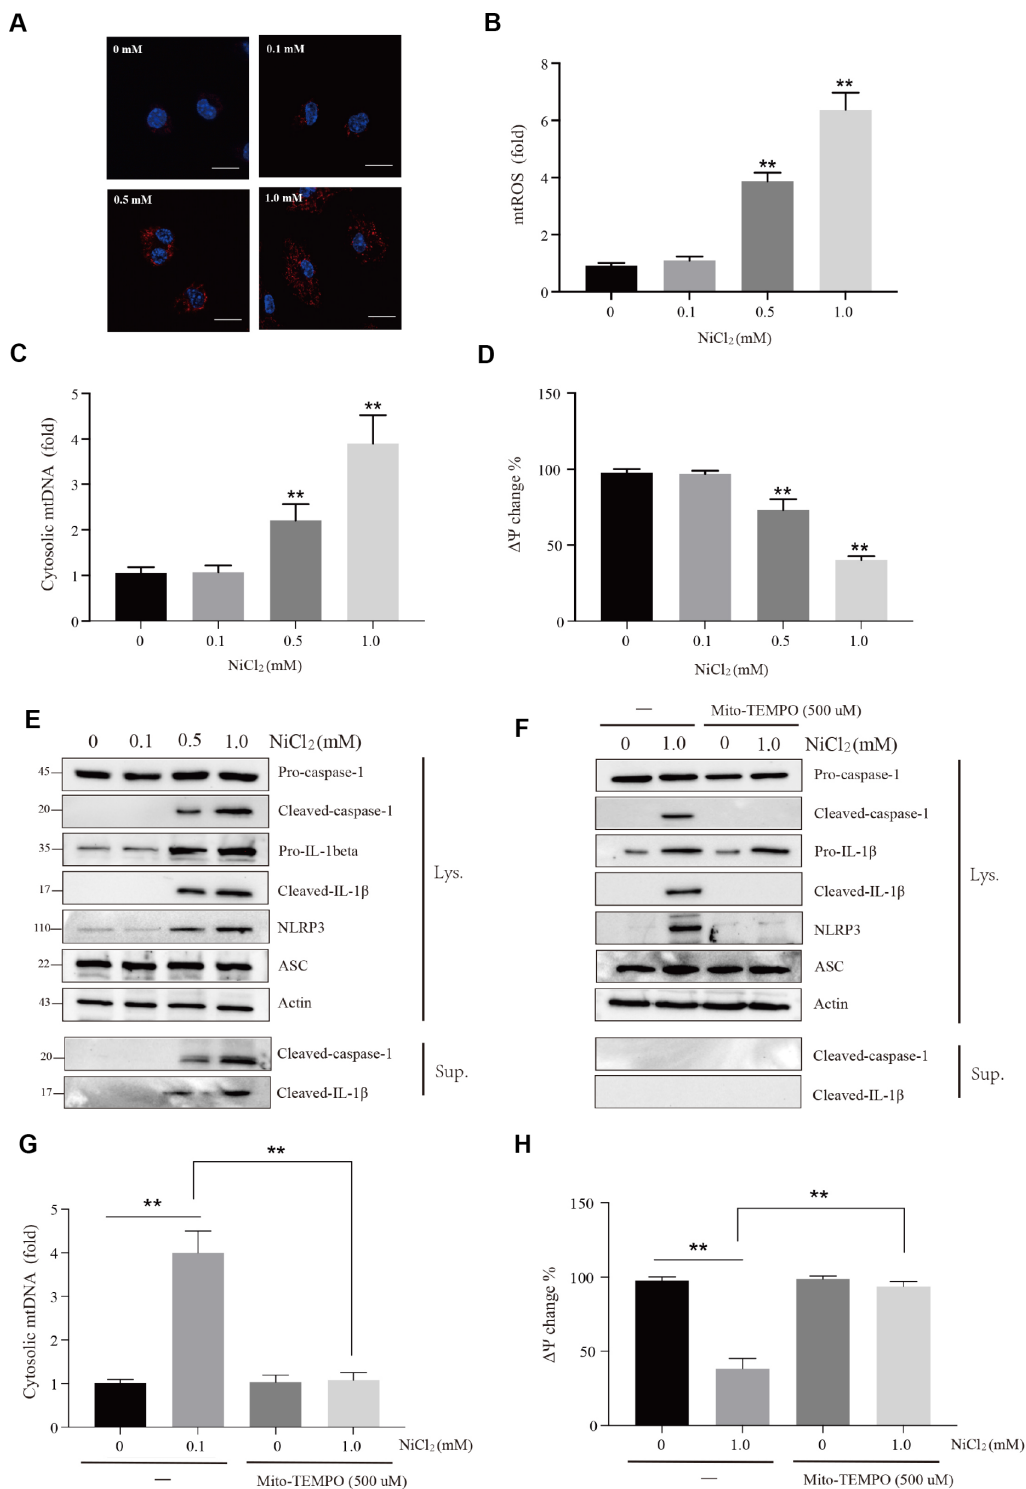 A
0 mM
0.1 mM
0.5 mM
1.0 mM
B
8
6
4
2
0
mtROS (fold)
**
**
0 0.1 0.5 1.0
NiCl₂(mM)
C
5
4
3
2
1
0
Cytosolic mtDNA (fold)
**
**
0 0.1 0.5 1.0
NiCl₂(mM)
D
150
100
50
0
ΔΨ change %
**
**
0 0.1 0.5 1.0
NiCl₂(mM)
E
0 0.1 0.5 1.0 NiCl₂(mM)
45 Pro-caspase-1
20 Cleaved-caspase-1
35 Pro-IL-1beta
17 Cleaved-IL-1β
110 NLRP3
22 ASC
43 Actin
Lys.
20 Cleaved-caspase-1
17 Cleaved-IL-1β
Sup.
F
— Mito-TEMPO (500 uM)
0 1.0 0 1.0 NiCl₂(mM)
Pro-caspase-1
Cleaved-caspase-1
Pro-IL-1β
Cleaved-IL-1β
NLRP3
ASC
Actin
Lys.
Cleaved-caspase-1
Cleaved-IL-1β
Sup.
G
5
4
3
2
1
0
Cytosolic mtDNA (fold)
**
**
0 0.1 0 1.0 NiCl₂(mM)
— Mito-TEMPO (500 uM)
H
150
100
50
0
ΔΨ change %
**
**
0 1.0 0 1.0 NiCl₂(mM)
— Mito-TEMPO (500 uM)